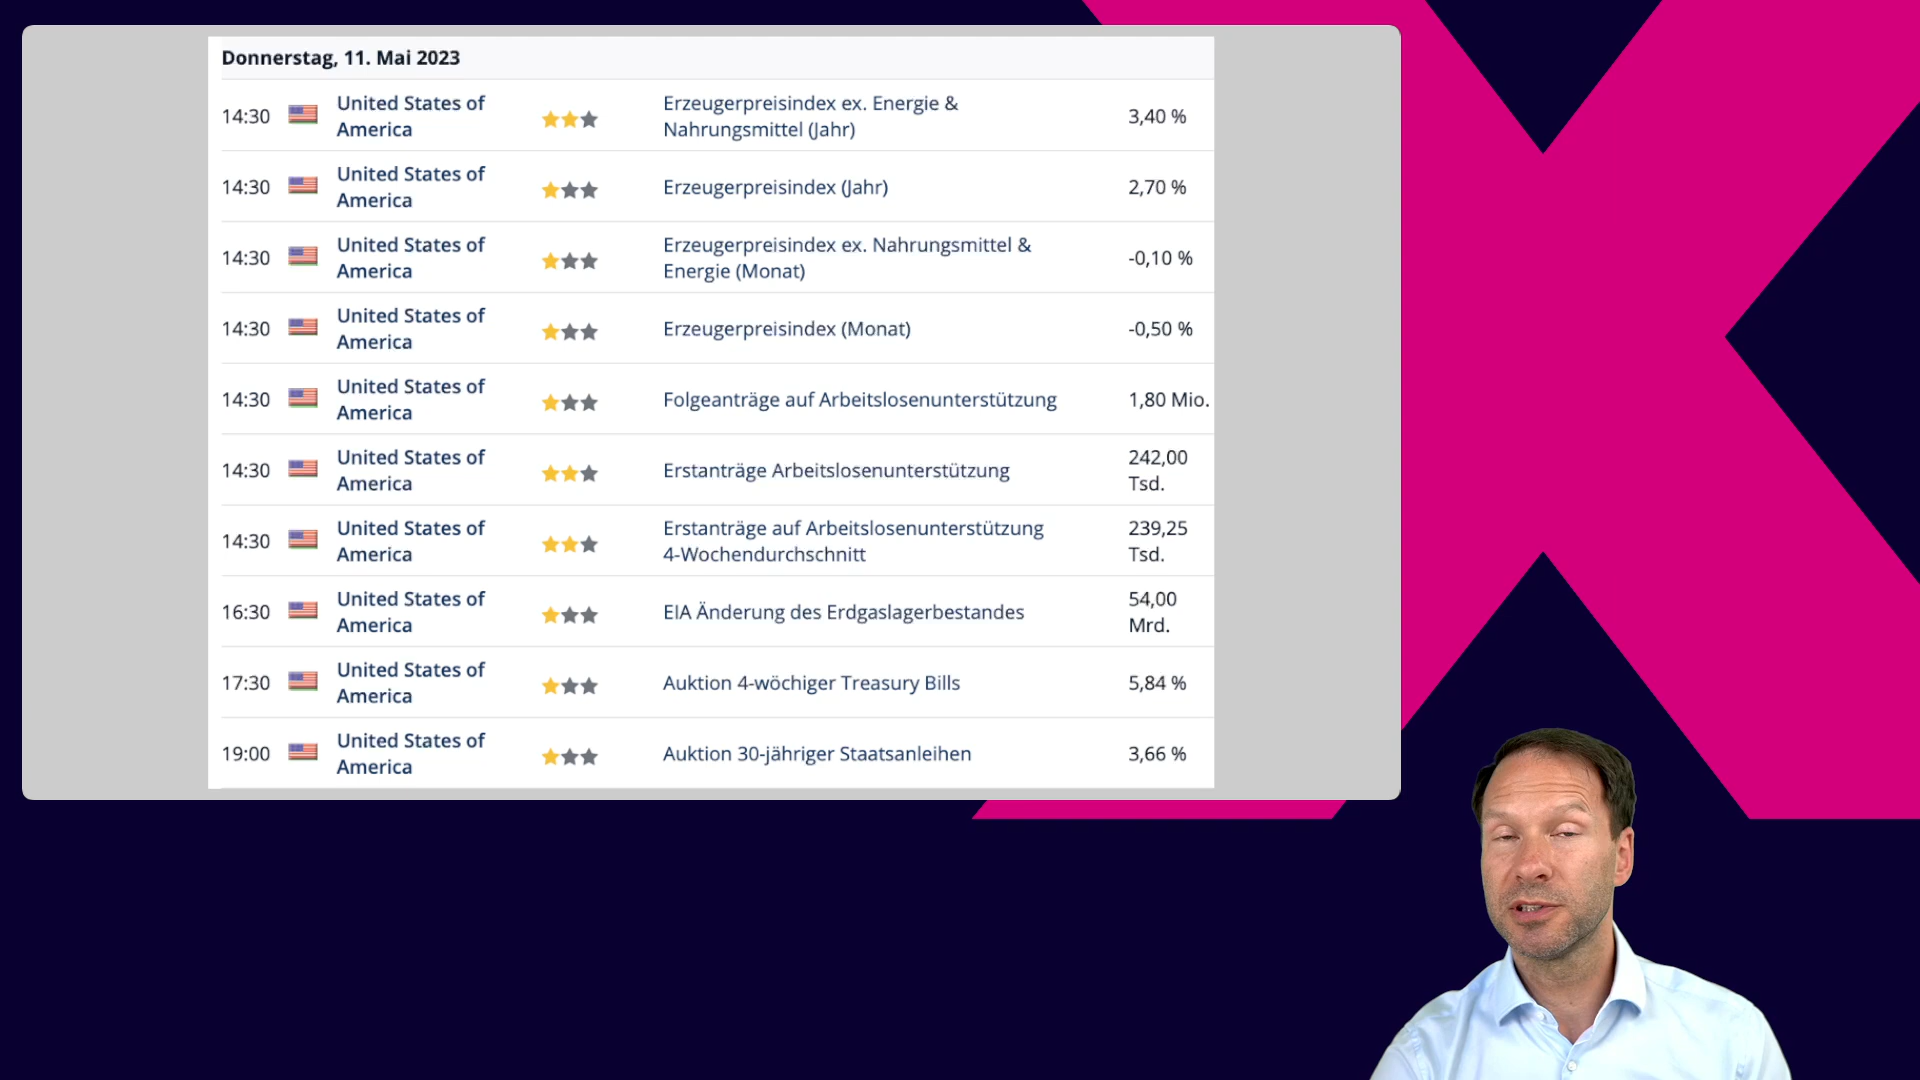 Donnerstag, 11. Mai 2023
14:30 United States of America Erzeugerpreisindex ex. Energie & Nahrungsmittel (Jahr) 3,40 %
14:30 United States of America Erzeugerpreisindex (Jahr) 2,70 %
14:30 United States of America Erzeugerpreisindex ex. Nahrungsmittel & Energie (Monat) -0,10 %
14:30 United States of America Erzeugerpreisindex (Monat) -0,50 %
14:30 United States of America Folgeanträge auf Arbeitslosenunterstützung 1,80 Mio.
14:30 United States of America Erstanträge Arbeitslosenunterstützung 242,00 Tsd.
14:30 United States of America Erstanträge auf Arbeitslosenunterstützung 4-Wochendurchschnitt 239,25 Tsd.
16:30 United States of America EIA Änderung des Erdgaslagerbestandes 54,00 Mrd.
17:30 United States of America Auktion 4-wöchiger Treasury Bills 5,84 %
19:00 United States of America Auktion 30-jähriger Staatsanleihen 3,66 %